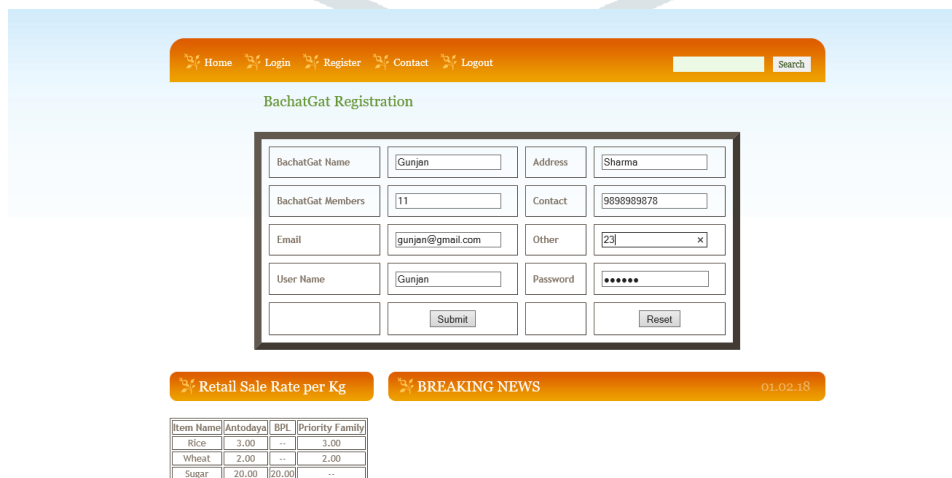 Home Login Register Contact Logout Search
BachatGat Registration
BachatGat Name Gunjan Address Sharma
BachatGat Members 11 Contact 9898989878
Email gunjan@gmail.com Other 23
User Name Gunjan Password ••••••
Submit Reset
Retail Sale Rate per Kg BREAKING NEWS 01.02.18
Item Name Antodaya BPL Priority Family
Rice 3.00 -- 3.00
Wheat 2.00 -- 2.00
Sugar 20.00 20.00 --